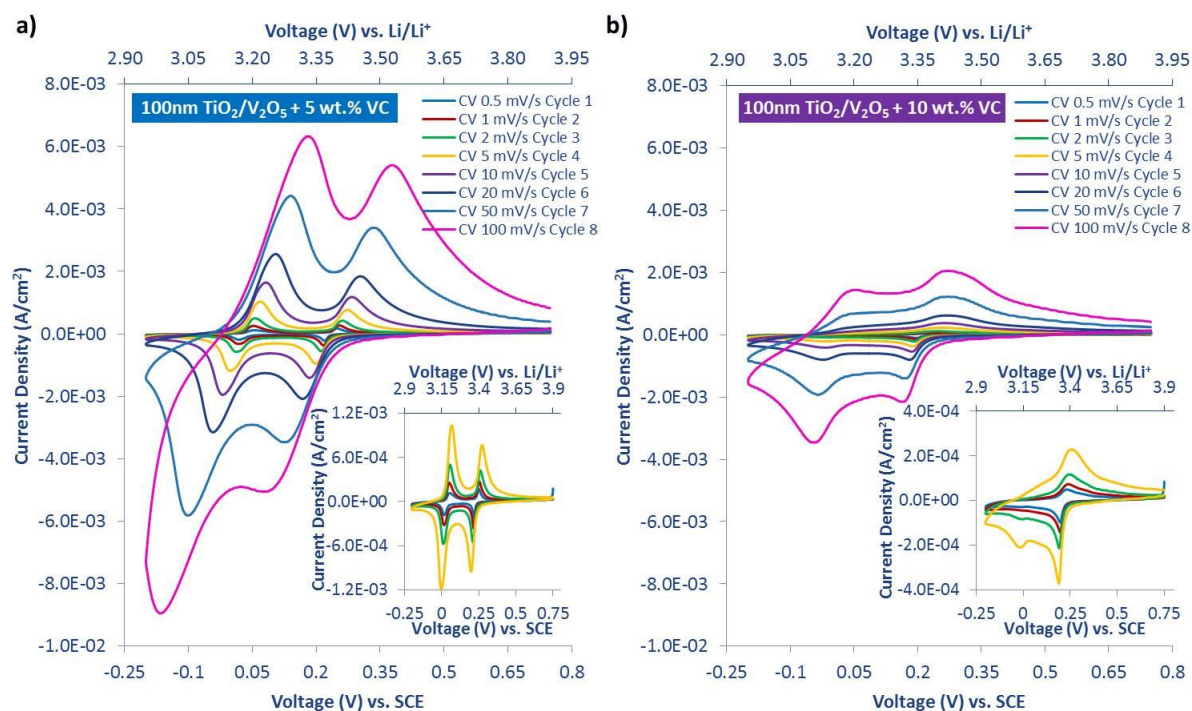 a)
Voltage (V) vs. Li/Li⁺
2.90 3.05 3.20 3.35 3.50 3.65 3.80 3.95
8.0E-03
6.0E-03
4.0E-03
2.0E-03
0.0E+00
-2.0E-03
-4.0E-03
-6.0E-03
-8.0E-03
-1.0E-02
Current Density (A/cm²)
100nm TiO₂/V₂O₅ + 5 wt.% VC
CV 0.5 mV/s Cycle 1
CV 1 mV/s Cycle 2
CV 2 mV/s Cycle 3
CV 5 mV/s Cycle 4
CV 10 mV/s Cycle 5
CV 20 mV/s Cycle 6
CV 50 mV/s Cycle 7
CV 100 mV/s Cycle 8
Voltage (V) vs. Li/Li⁺
2.9 3.15 3.4 3.65 3.9
1.2E-03
6.0E-04
0.0E+00
-6.0E-04
-1.2E-03
Current Density (A/cm²)
-0.25 0 0.25 0.5 0.75
Voltage (V) vs. SCE
-0.25 -0.1 0.05 0.2 0.35 0.5 0.65 0.8
Voltage (V) vs. SCE
b)
Voltage (V) vs. Li/Li⁺
2.90 3.05 3.20 3.35 3.50 3.65 3.80 3.95
8.0E-03
6.0E-03
4.0E-03
2.0E-03
0.0E+00
-2.0E-03
-4.0E-03
-6.0E-03
-8.0E-03
-1.0E-02
Current Density (A/cm²)
100nm TiO₂/V₂O₅ + 10 wt.% VC
CV 0.5 mV/s Cycle 1
CV 1 mV/s Cycle 2
CV 2 mV/s Cycle 3
CV 5 mV/s Cycle 4
CV 10 mV/s Cycle 5
CV 20 mV/s Cycle 6
CV 50 mV/s Cycle 7
CV 100 mV/s Cycle 8
Voltage (V) vs. Li/Li⁺
2.9 3.15 3.4 3.65 3.9
4.0E-04
2.0E-04
0.0E+00
-2.0E-04
-4.0E-04
Current Density (A/cm²)
-0.25 0 0.25 0.5 0.75
Voltage (V) vs. SCE
-0.25 -0.1 0.05 0.2 0.35 0.5 0.65 0.8
Voltage (V) vs. SCE